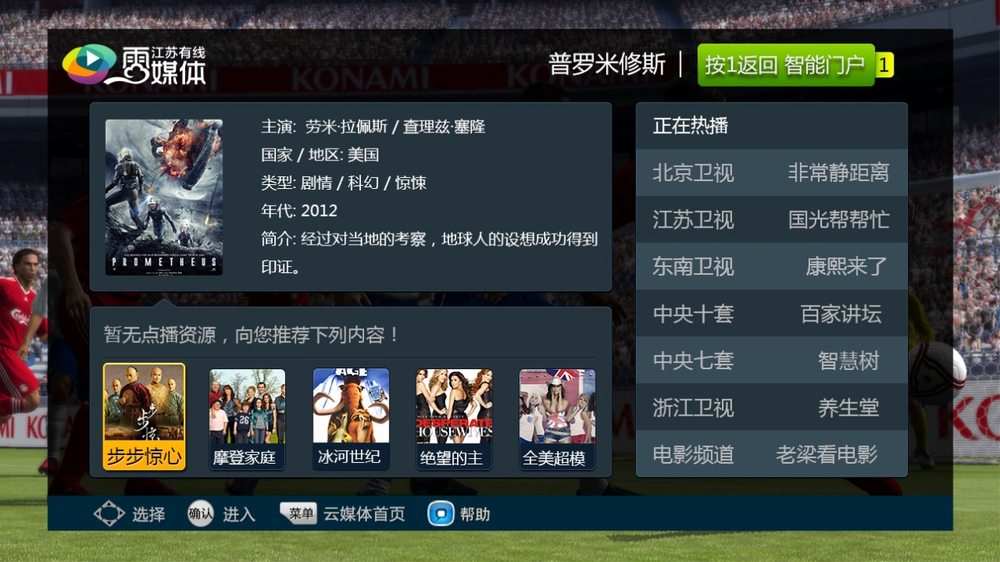 江苏有线
云媒体
普罗米修斯 | 按1返回 智能门户 1
KONAMI
主演: 劳米·拉佩斯 / 查理兹·塞隆
国家 / 地区: 美国
类型: 剧情 / 科幻 / 惊悚
年代: 2012
简介: 经过对当地的考察，地球人的设想成功得到
印证。
PROMETHEUS
暂无点播资源，向您推荐下列内容！
步步惊心
AGE
DESPERATE
HOUSEWIVES
步步惊心
摩登家庭
冰河世纪
绝望的主
全美超模
正在热播
北京卫视 非常静距离
江苏卫视 国光帮帮忙
东南卫视 康熙来了
中央十套 百家讲坛
中央七套 智慧树
浙江卫视 养生堂
电影频道 老梁看电影
选择 确认 进入 菜单 云媒体首页 帮助